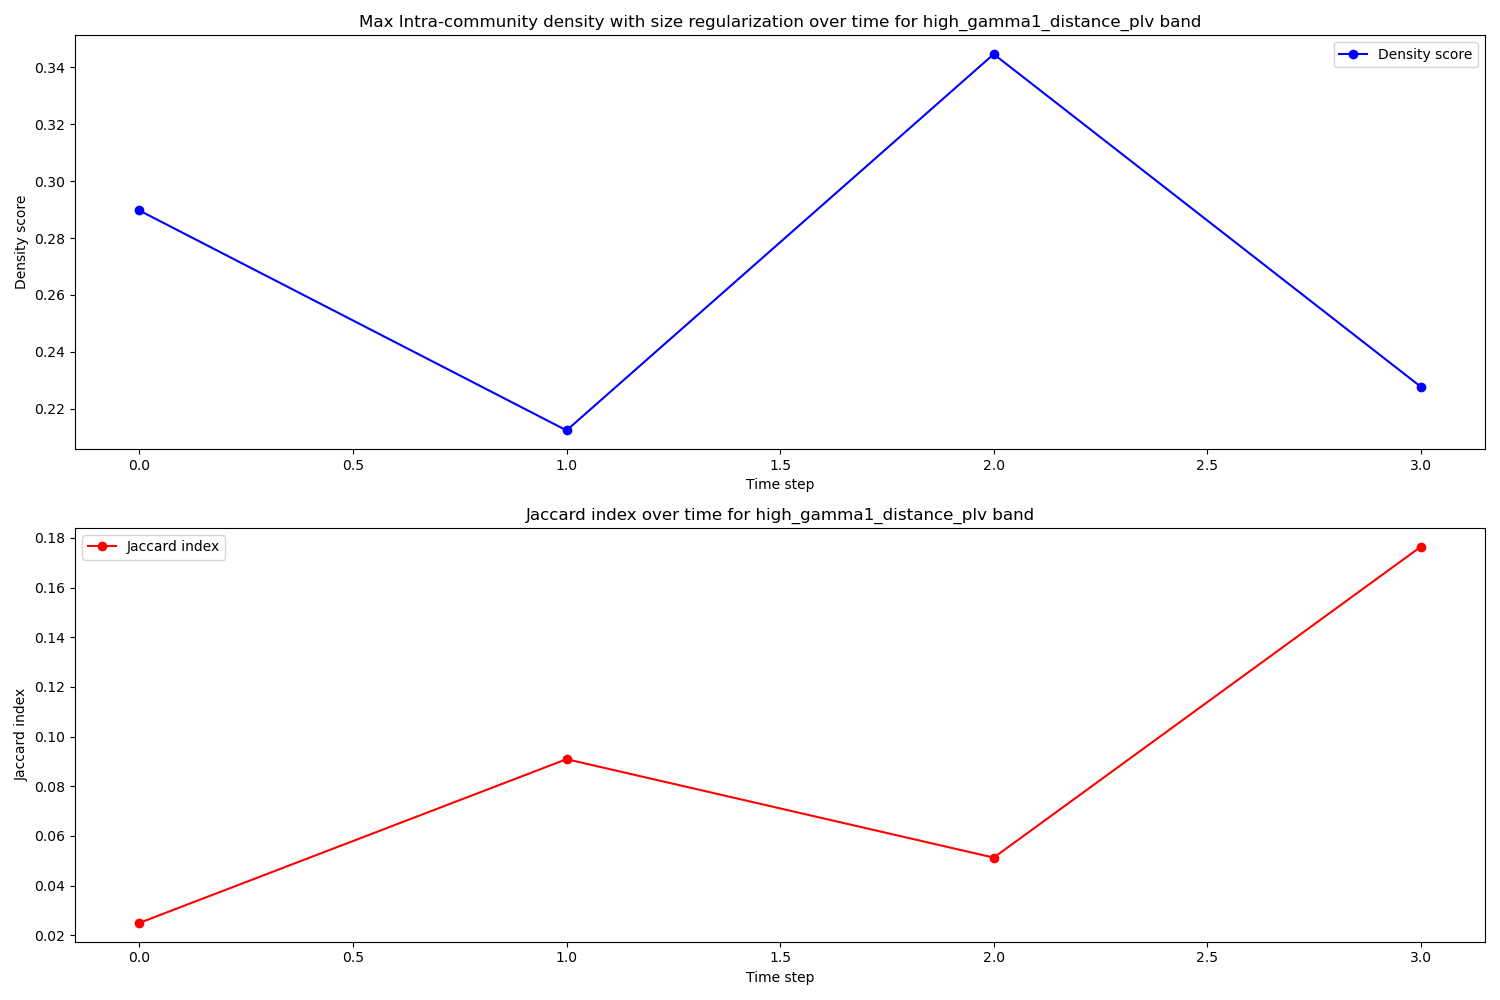 Max Intra-community density with size regularization over time for high_gamma1_distance_plv band
Density score
0.34
0.32
0.30
0.28
0.26
0.24
0.22
Density score
0.0 0.5 1.0 1.5 2.0 2.5 3.0
Time step
Jaccard index over time for high_gamma1_distance_plv band
Jaccard index
0.18
0.16
0.14
0.12
0.10
0.08
0.06
0.04
0.02
Jaccard index
0.0 0.5 1.0 1.5 2.0 2.5 3.0
Time step